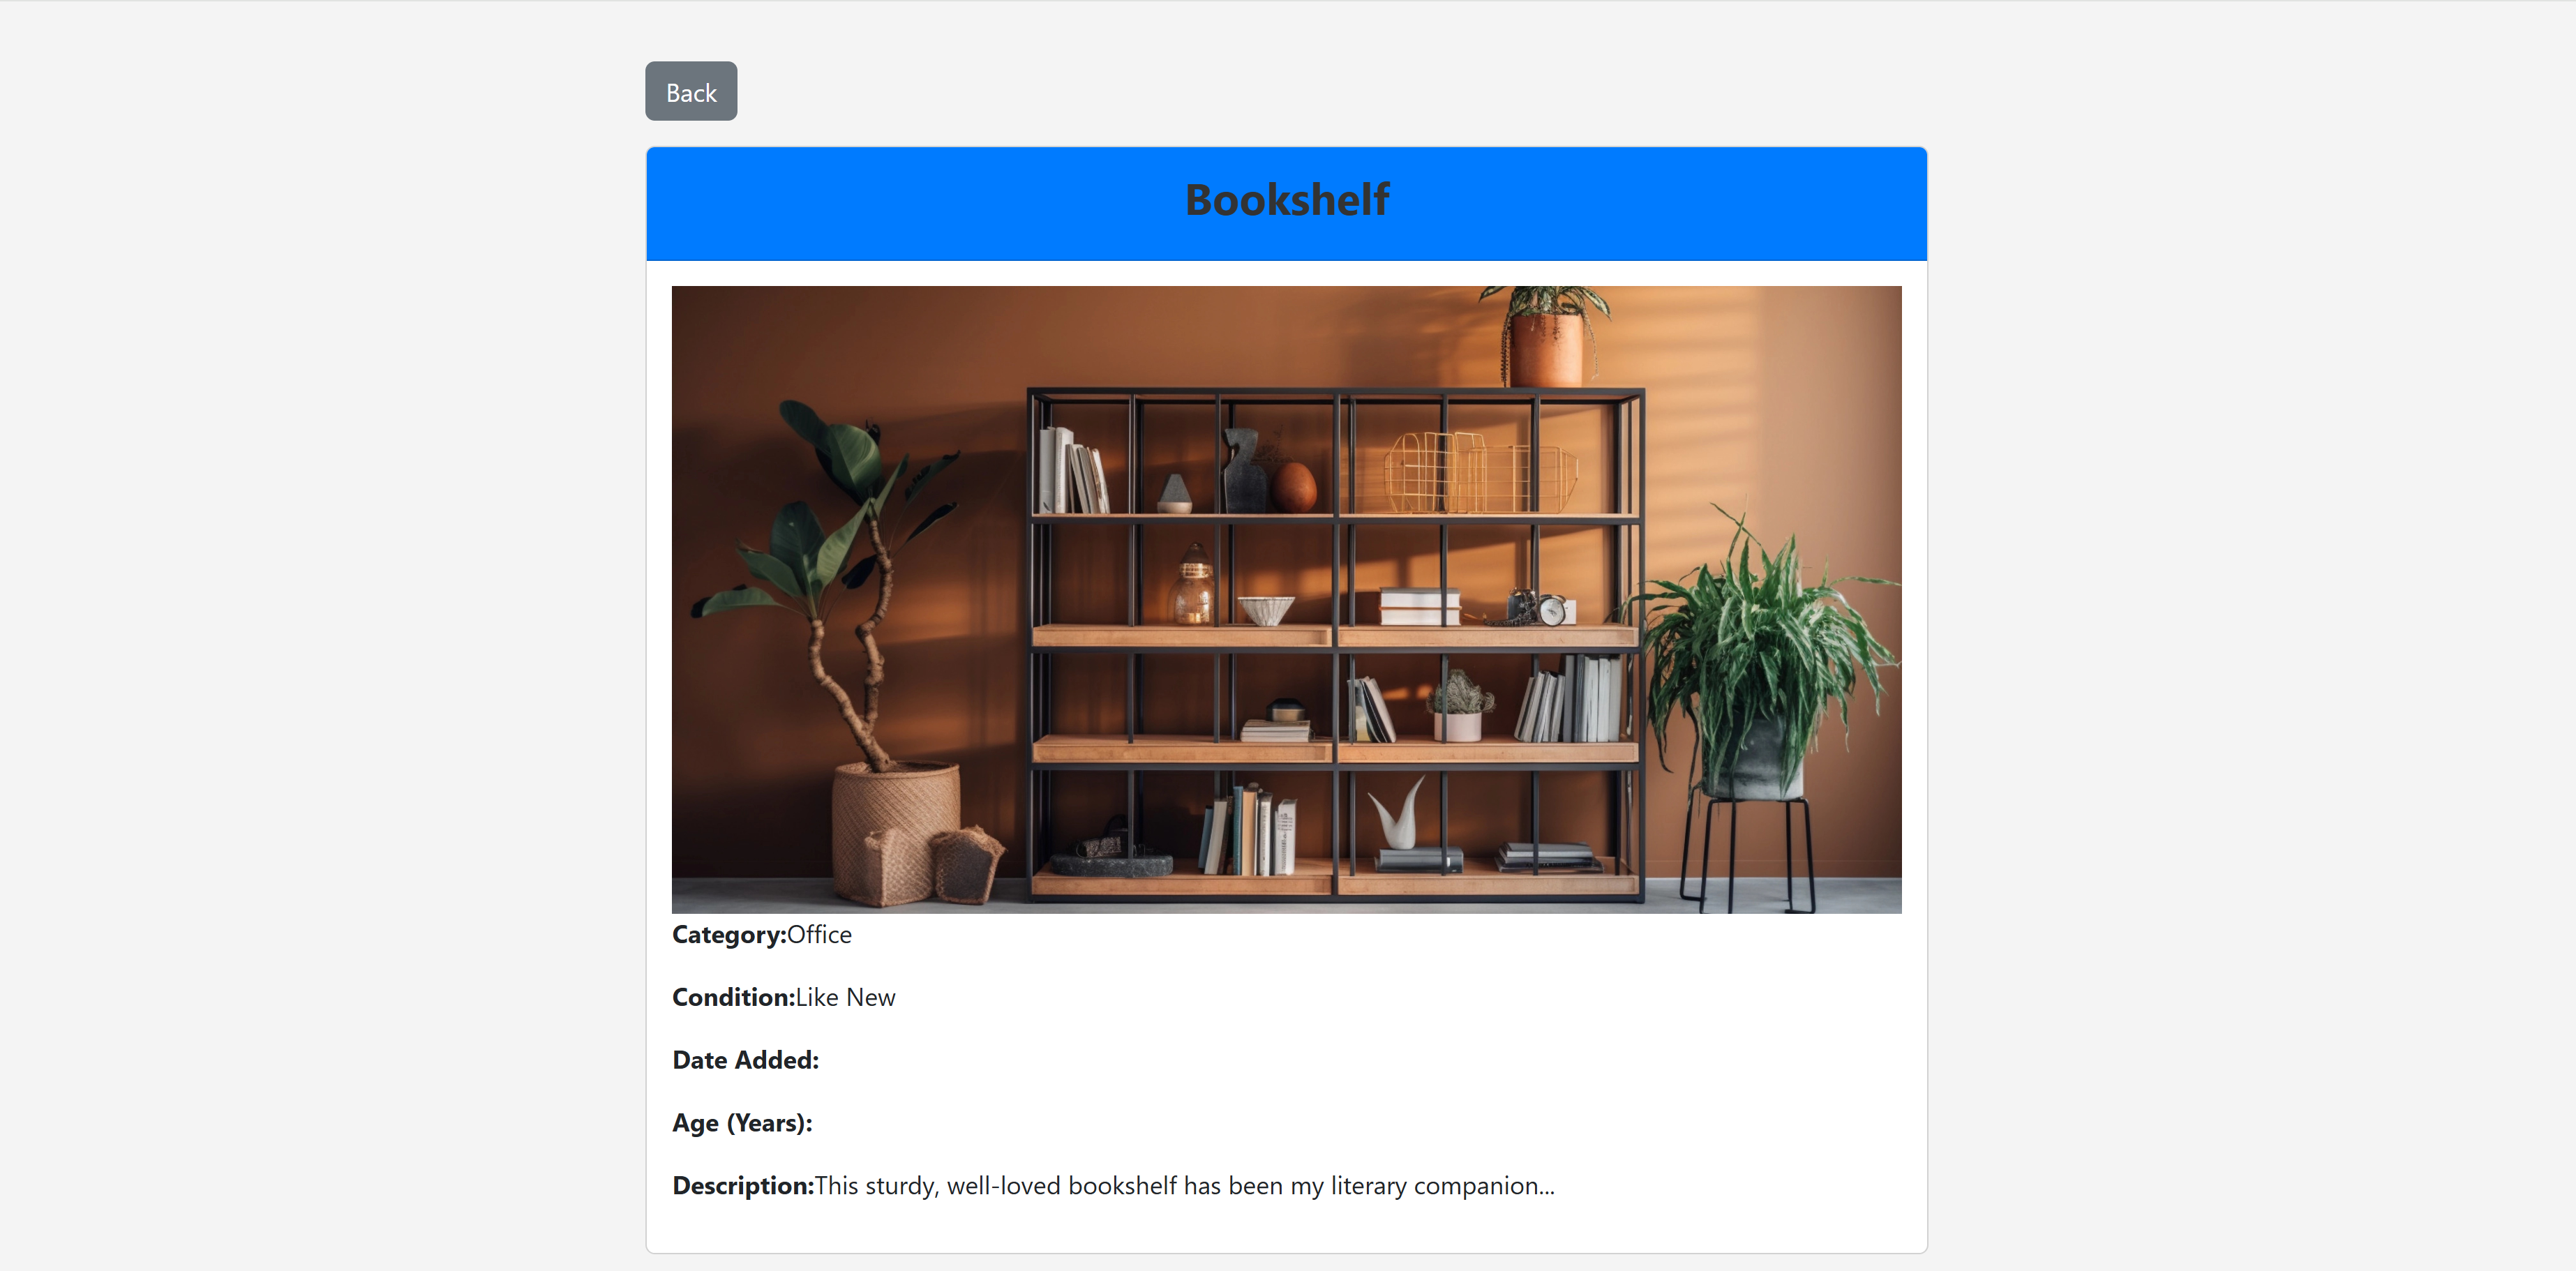 Back
Bookshelf
Category:Office
Condition:Like New
Date Added:
Age (Years):
Description:This sturdy, well-loved bookshelf has been my literary companion...